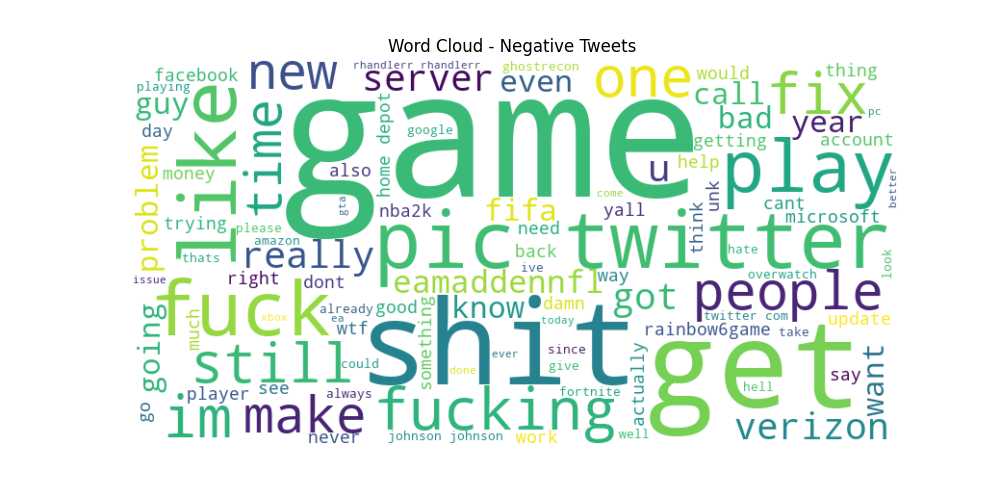 Word Cloud - Negative Tweets
rhandlerr rhandlerr
ghostrecon
facebook
new
server
even
one
would
thing
playing
guy
like
time
game
call
fix
pc
home depot
google
bad
year
day
also
u
getting
account
help
play
problem
money
come
cant
better
gta
nba2k
fifa
yall
unk
microsoft
trying
please
pic twitter
need
think
thats
amazon
really
back
hate
look
issue
right
dont
ive
way
overwatch
eamaddennfl
people
fuck
xbox
already
good
know
damn
got
twitter com
update
going
much
ea
wtf
shit
today
rainbow6game
take
still
could
something
ever
since
get
done
give
actually
hell
say
want
go
player
see
always
fortnite
im
make
fucking
well
verizon
never
johnson johnson
work